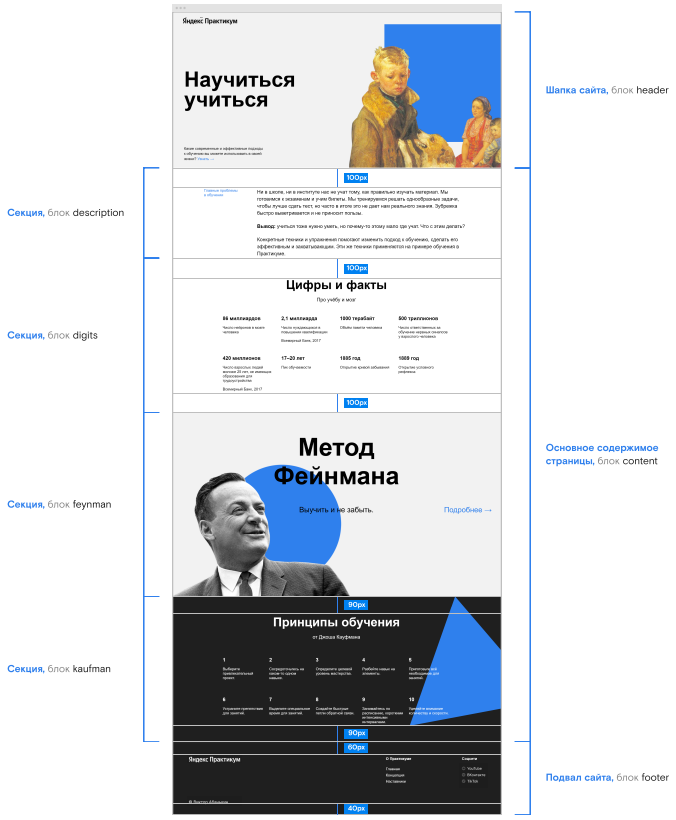 Яндекс Практикум
Научиться
учиться
Какие современные и эффективные подходы
к обучению вы можете использовать в своей
жизни? Узнать →
Шапка сайта, блок header
100px
Секция, блок description
Главные проблемы
в обучении
Ни в школе, ни в институте нас не учат тому, как правильно изучать материал. Мы
готовимся к экзаменам и учим билеты. Мы тренируемся решать однообразные задачи,
чтобы лучше сдать тест, но часто в итоге это не дает нам реального знания. Зубрежка
быстро выветривается и не приносит пользы.
Вывод: учиться тоже нужно уметь, но почему-то этому мало где учат. Что с этим делать?
Конкретные техники и упражнения помогают изменить подход к обучению, сделать его
эффективным и захватывающим. Эти же техники применяются на примере обучения в
Практикуме.
100px
Секция, блок digits
Цифры и факты
Про учёбу и мозг
86 миллиардов
Число нейронов в мозге
человека
2,1 миллиарда
Число нуждающихся в
повышении квалификации
Всемирный Банк, 2017
1000 терабайт
Объём памяти человека
500 триллионов
Число ответственных за
обучение нервных синапсов
у взрослого человека
420 миллионов
Число взрослых людей
моложе 25 лет, не имеющих
образования для
трудоустройства
Всемирный Банк, 2017
17–20 лет
Пик обучаемости
1885 год
Открытие кривой забывания
1889 год
Открытие условного
рефлекса
100px
Основное содержимое
страницы, блок content
Секция, блок feynman
Метод
Фейнмана
Выучить и не забыть.
Подробнее →
90px
Секция, блок kaufman
Принципы обучения
от Джоша Кауфмана
1
Выберите
привлекательный
проект.
2
Сосредоточьтесь на
каком-то одном
навыке.
3
Определите целевой
уровень мастерства.
4
Разбейте навык на
элементы.
5
Приготовьте всё
необходимое для
занятий.
6
Устраните препятствия
для занятий.
7
Выделите специальное
время для занятий.
8
Создайте быстрые
петли обратной связи.
9
Занимайтесь по
расписанию, короткими
интенсивными
интервалами.
10
Уделяйте внимание
количеству и скорости.
90px
60px
Яндекс Практикум
О Практикуме
Главная
Концепция
Наставники
Соцсети
YouTube
ВКонтакте
TikTok
Подвал сайта, блок footer
40px